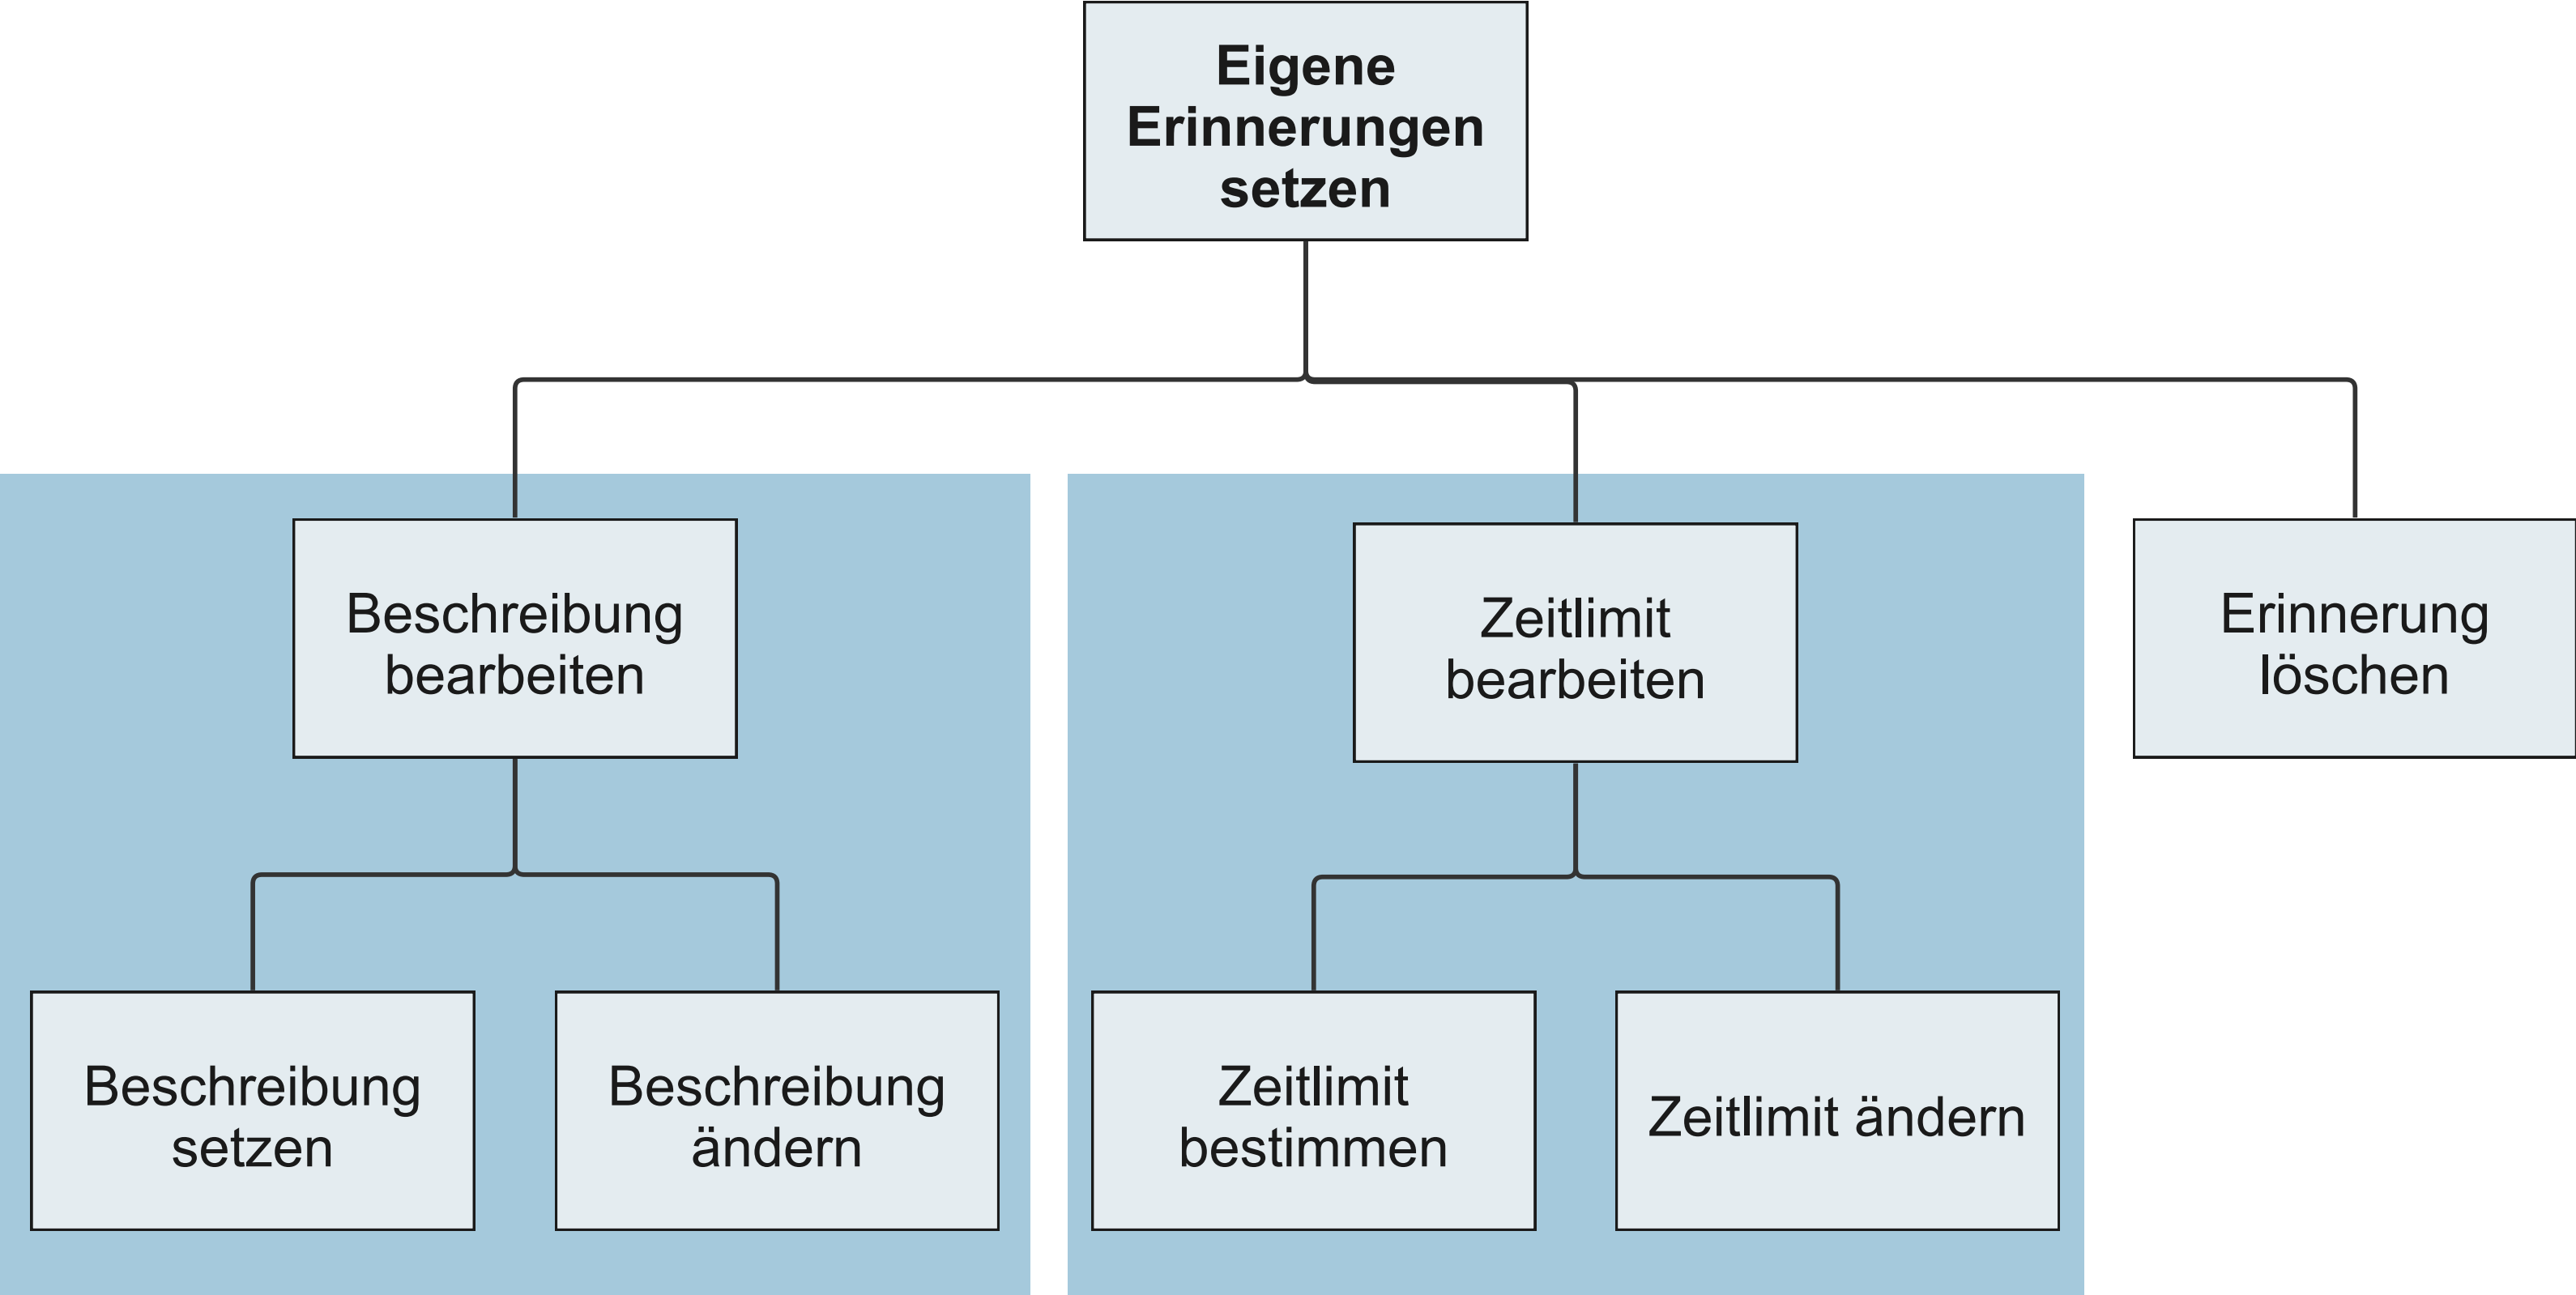 Eigene
Erinnerungen
setzen
Beschreibung
bearbeiten
Zeitlimit
bearbeiten
Erinnerung
löschen
Beschreibung
setzen
Beschreibung
ändern
Zeitlimit
bestimmen
Zeitlimit ändern